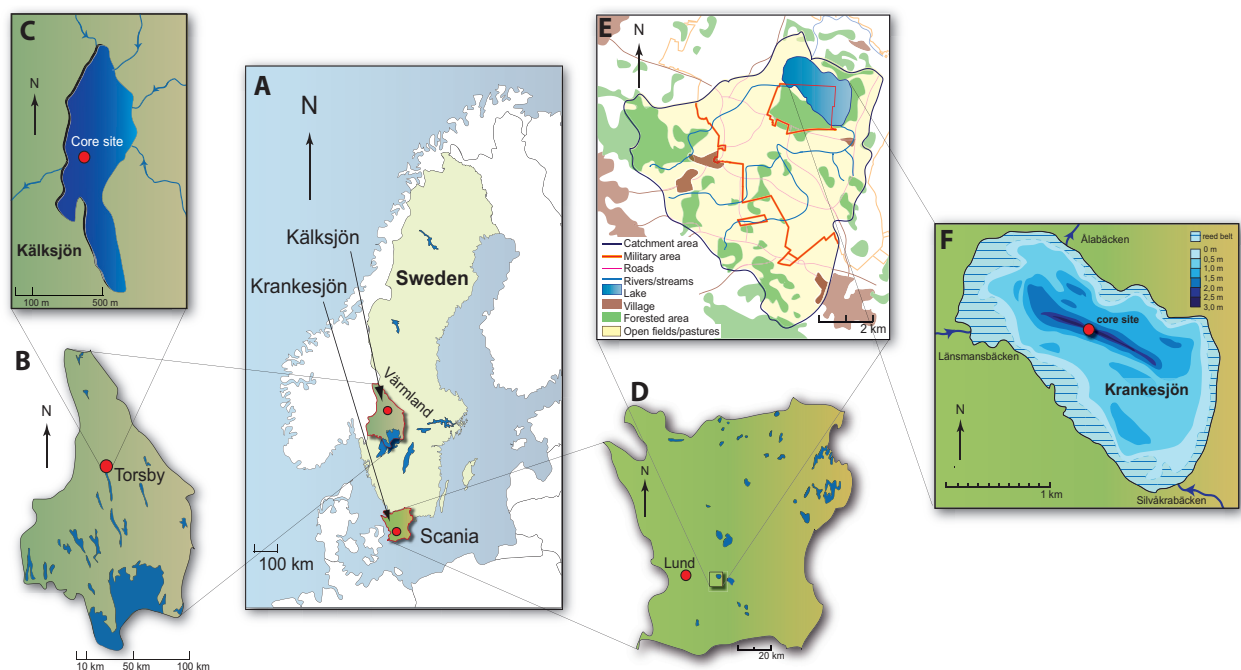 C
N
Core site
Kälksjön
100 m
500 m
A
N
Kälksjön
Krankesjön
Sweden
Värmland
Scania
100 km
B
N
Torsby
10 km
50 km
100 km
E
N
Catchment area
Military area
Roads
Rivers/streams
Lake
Village
Forested area
Open fields/pastures
2 km
D
N
Lund
20 km
F
reed belt
0 m
0,5 m
1,0 m
1,5 m
2,0 m
2,5 m
3,0 m
Ålabäcken
core site
Länsmansbäcken
Krankesjön
N
1 km
Silvåkrabäcken